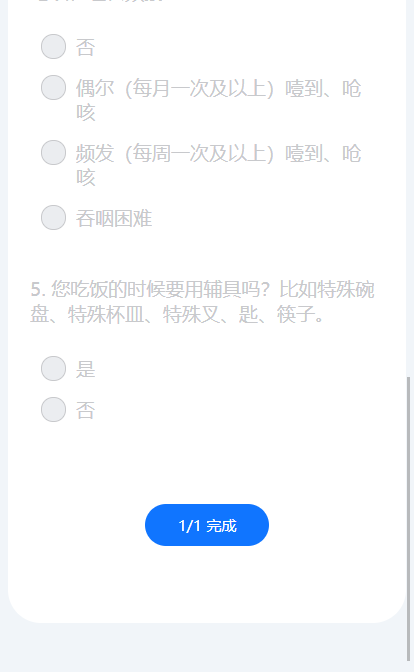 否
偶尔（每月一次及以上）噎到、呛
咳
频发（每周一次及以上）噎到、呛
咳
吞咽困难
5. 您吃饭的时候要用辅具吗？比如特殊碗
盘、特殊杯皿、特殊叉、匙、筷子。
是
否
1/1 完成